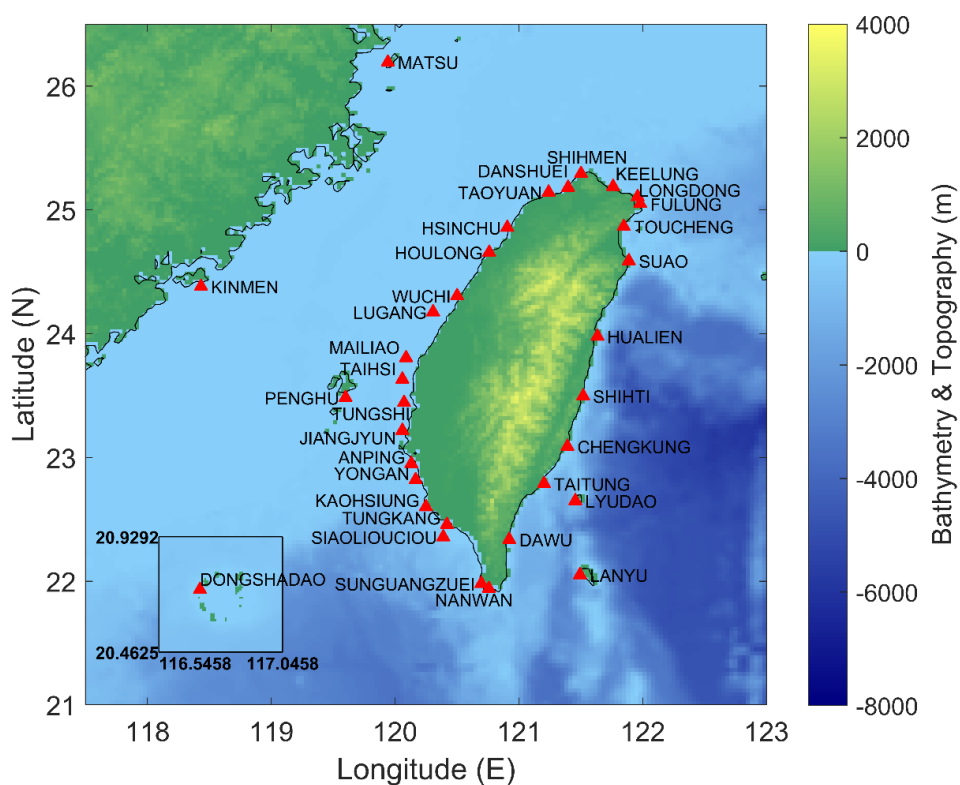 MATSU
SHIHMEN
DANSHUEI
KEELUNG
TAOYUAN
LONGDONG
FULUNG
HSINCHU
TOUCHENG
HOULONG
SUAO
KINMEN
WUCHI
LUGANG
HUALIEN
MAILIAO
TAIHSI
PENGHU
SHIHTI
TUNGSHI
JIANGJYUN
CHENGKUNG
ANPING
YONGAN
TAITUNG
KAOHSIUNG
LYUDAO
TUNGKANG
SIAOLIOUCIOU
DAWU
DONGSHADAO
LANYU
SUNGUANGZUEI
NANWAN
20.9292
20.4625
116.5458 117.0458
26
25
24
23
22
21
Latitude (N)
118 119 120 121 122 123
Longitude (E)
4000
2000
0
-2000
-4000
-6000
-8000
Bathymetry & Topography (m)